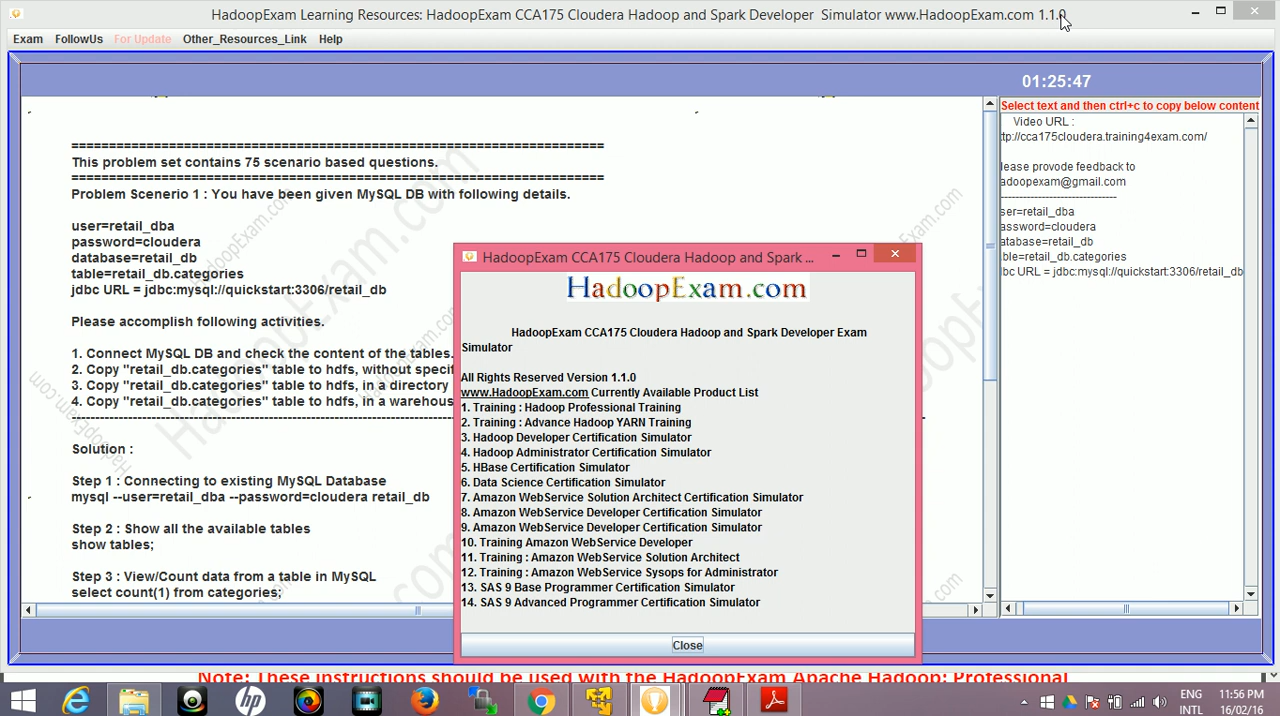 HadoopExam Learning Resources: HadoopExam CCA175 Cloudera Hadoop and Spark Developer Simulator www.HadoopExam.com 1.1.0
Exam FollowUs For Update Other_Resources_Link Help
01:25:47
===================================================================
This problem set contains 75 scenario based questions.
===================================================================
Problem Scenerio 1 : You have been given MySQL DB with following details.
user=retail_dba
password=cloudera
database=retail_db
table=retail_db.categories
jdbc URL = jdbc:mysql://quickstart:3306/retail_db
Please accomplish following activities.
1. Connect MySQL DB and check the content of the tables.
2. Copy "retail_db.categories" table to hdfs, without specif
3. Copy "retail_db.categories" table to hdfs, in a directory
4. Copy "retail_db.categories" table to hdfs, in a warehous
Solution :
Step 1 : Connecting to existing MySQL Database
mysql --user=retail_dba --password=cloudera retail_db
Step 2 : Show all the available tables
show tables;
Step 3 : View/Count data from a table in MySQL
select count(1) from categories;
HadoopExam.com
HadoopExam CCA175 Cloudera Hadoop and Spark ...
HadoopExam.com
HadoopExam CCA175 Cloudera Hadoop and Spark Developer Exam
Simulator
All Rights Reserved Version 1.1.0
www.HadoopExam.com Currently Available Product List
1. Training : Hadoop Professional Training
2. Training : Advance Hadoop YARN Training
3. Hadoop Developer Certification Simulator
4. Hadoop Administrator Certification Simulator
5. HBase Certification Simulator
6. Data Science Certification Simulator
7. Amazon WebService Solution Architect Certification Simulator
8. Amazon WebService Developer Certification Simulator
9. Amazon WebService Developer Certification Simulator
10. Training Amazon WebService Developer
11. Training : Amazon WebService Solution Architect
12. Training : Amazon WebService Sysops for Administrator
13. SAS 9 Base Programmer Certification Simulator
14. SAS 9 Advanced Programmer Certification Simulator
Close
Select text and then ctrl+c to copy below content
Video URL :
ttp://cca175cloudera.training4exam.com/
lease provode feedback to
adoopexam@gmail.com
------------------------------
ser=retail_dba
assword=cloudera
atabase=retail_db
ble=retail_db.categories
bc URL = jdbc:mysql://quickstart:3306/retail_db
Note: These instructions should be used with the HadoopExam Apache Hadoop: Professional
ENG 11:56 PM
INTL 16/02/16